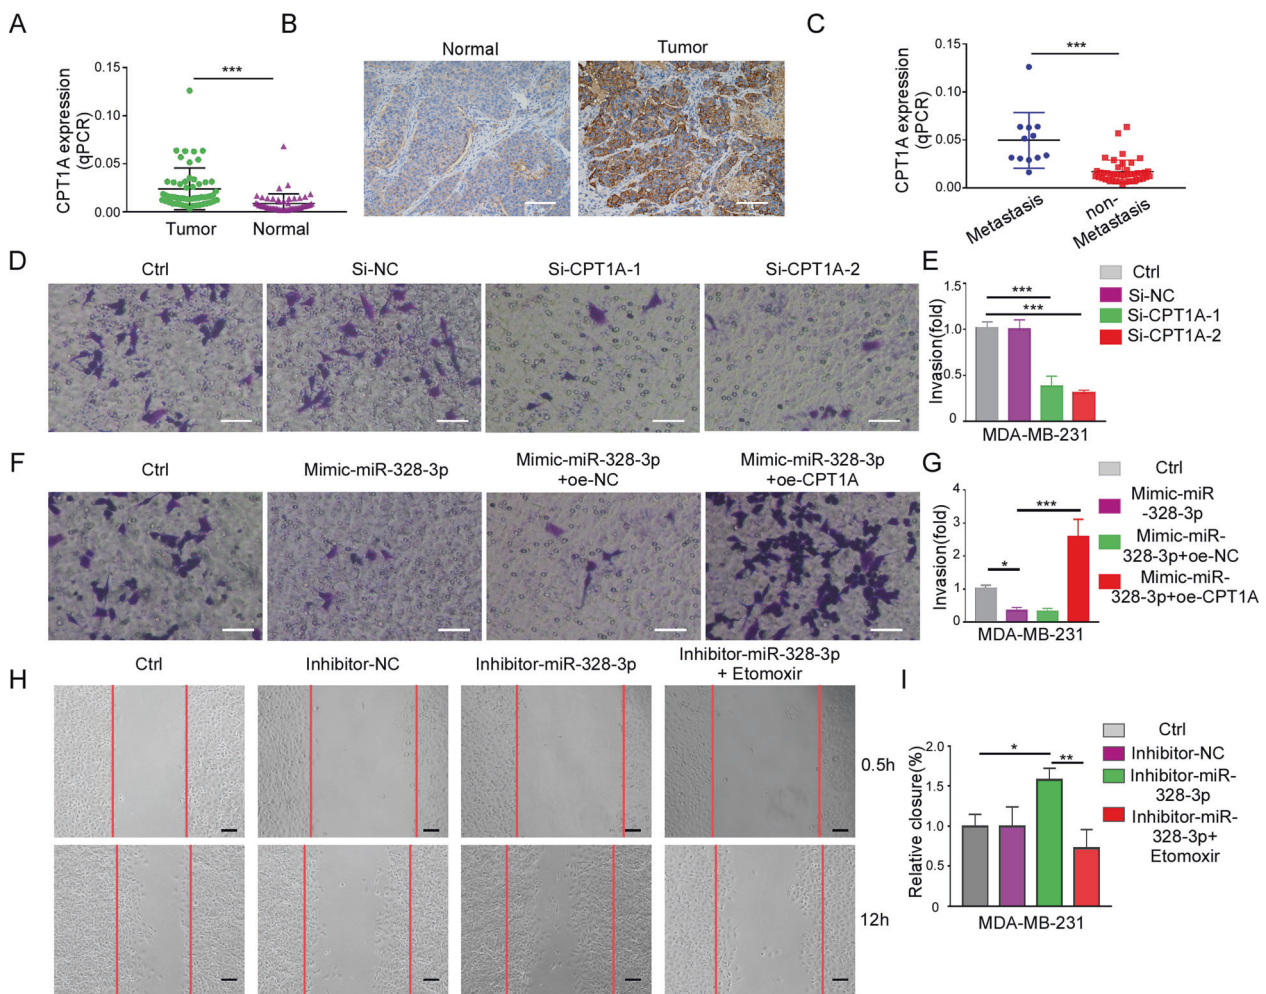 A
CPT1A expression
(qPCR)
0.15
0.10
0.05
0.00
***
Tumor
Normal
B
Normal
Tumor
C
CPT1A expression
(qPCR)
0.15
0.10
0.05
0.00
***
Metastasis
non-
Metastasis
D
Ctrl
Si-NC
Si-CPT1A-1
Si-CPT1A-2
E
Invasion(fold)
1.5
1.0
0.5
0
***
***
MDA-MB-231
Ctrl
Si-NC
Si-CPT1A-1
Si-CPT1A-2
F
Ctrl
Mimic-miR-328-3p
Mimic-miR-328-3p
+oe-NC
Mimic-miR-328-3p
+oe-CPT1A
G
Invasion(fold)
4
3
2
1
0
*
***
MDA-MB-231
Ctrl
Mimic-miR
-328-3p
Mimic-miR-
328-3p+oe-NC
Mimic-miR-
328-3p+oe-CPT1A
H
Ctrl
Inhibitor-NC
Inhibitor-miR-328-3p
Inhibitor-miR-328-3p
+ Etomoxir
0.5h
12h
I
Relative closure(%)
2.0
1.5
1.0
0.5
0
*
**
MDA-MB-231
Ctrl
Inhibitor-NC
Inhibitor-miR-
328-3p
Inhibitor-miR-
328-3p+
Etomoxir